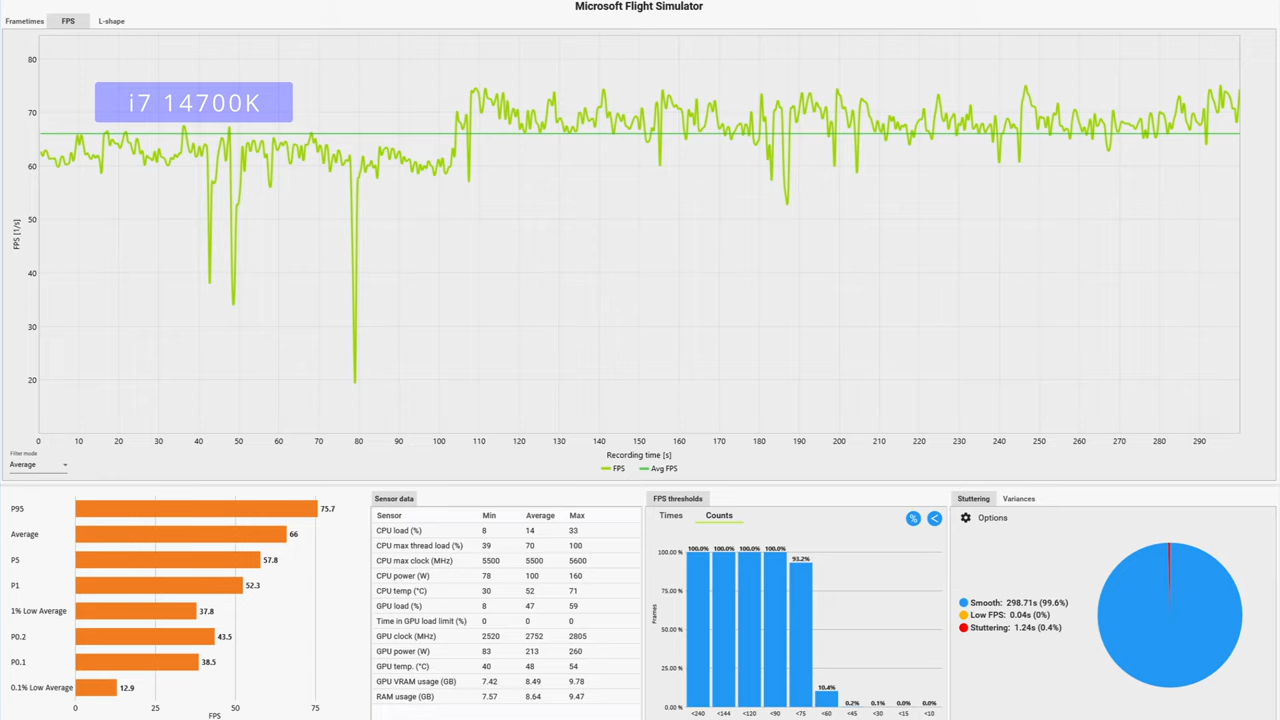 Microsoft Flight Simulator
Frametimes FPS L-shape
i7 14700K
80
70
60
50
40
30
20
FPS [1/s]
0 10 20 30 40 50 60 70 80 90 100 110 120 130 140 150 160 170 180 190 200 210 220 230 240 250 260 270 280 290
Recording time [s]
FPS Avg FPS
Filter mode
Average
P95 75.7
Average 66
P5 57.8
P1 52.3
1% Low Average 37.8
P0.2 43.5
P0.1 38.5
0.1% Low Average 12.9
0 25 50 75
FPS
Sensor data
Sensor Min Average Max
CPU load (%) 8 14 33
CPU max thread load (%) 39 70 100
CPU max clock (MHz) 5500 5500 5600
CPU power (W) 78 100 160
CPU temp (°C) 30 52 71
GPU load (%) 8 47 59
Time in GPU load limit (%) 0 0 0
GPU clock (MHz) 2520 2752 2805
GPU power (W) 83 213 260
GPU temp. (°C) 40 48 54
GPU VRAM usage (GB) 7.42 8.49 9.78
RAM usage (GB) 7.57 8.64 9.47
FPS thresholds
Times Counts
%
100.0% 100.0% 100.0% 100.0% 93.2% 10.4% 0.2% 0.1% 0.0% 0.0%
100.00 %
75.00 %
50.00 %
25.00 %
0.00 %
Frames
<240 <144 <120 <90 <75 <60 <45 <30 <15 <10
Stuttering Variances
Options
Smooth: 298.71s (99.6%)
Low FPS: 0.04s (0%)
Stuttering: 1.24s (0.4%)